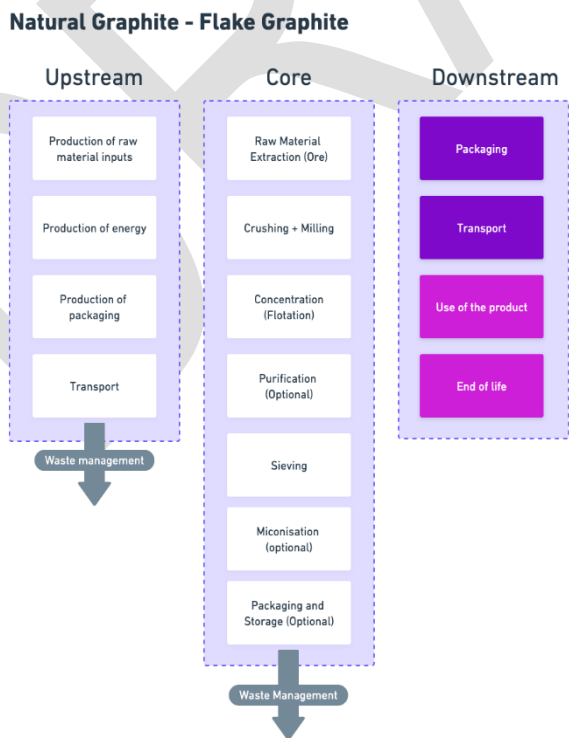 Natural Graphite - Flake Graphite
Upstream
Production of raw
material inputs
Production of energy
Production of
packaging
Transport
Waste management
Core
Raw Material
Extraction (Ore)
Crushing + Milling
Concentration
(Flotation)
Purification
(Optional)
Sieving
Miconisation
(optional)
Packaging and
Storage (Optional)
Waste Management
Downstream
Packaging
Transport
Use of the product
End of life